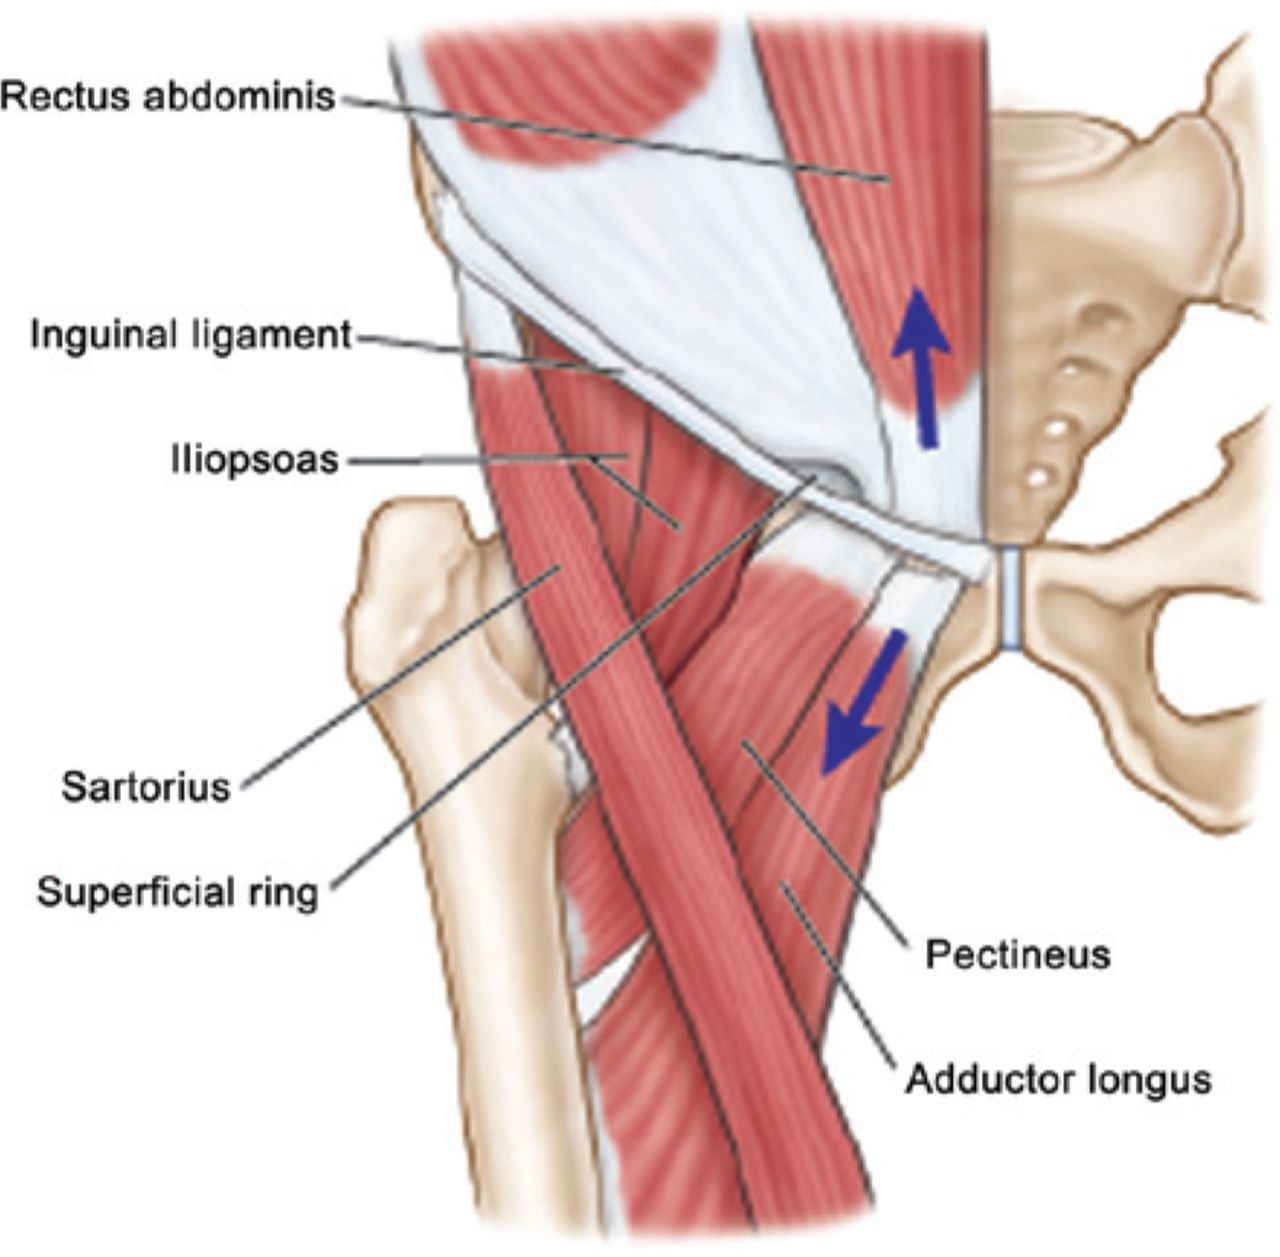 Rectus abdominis
Inguinal ligament
Iliopsoas
Sartorius
Superficial ring
Pectineus
Adductor longus